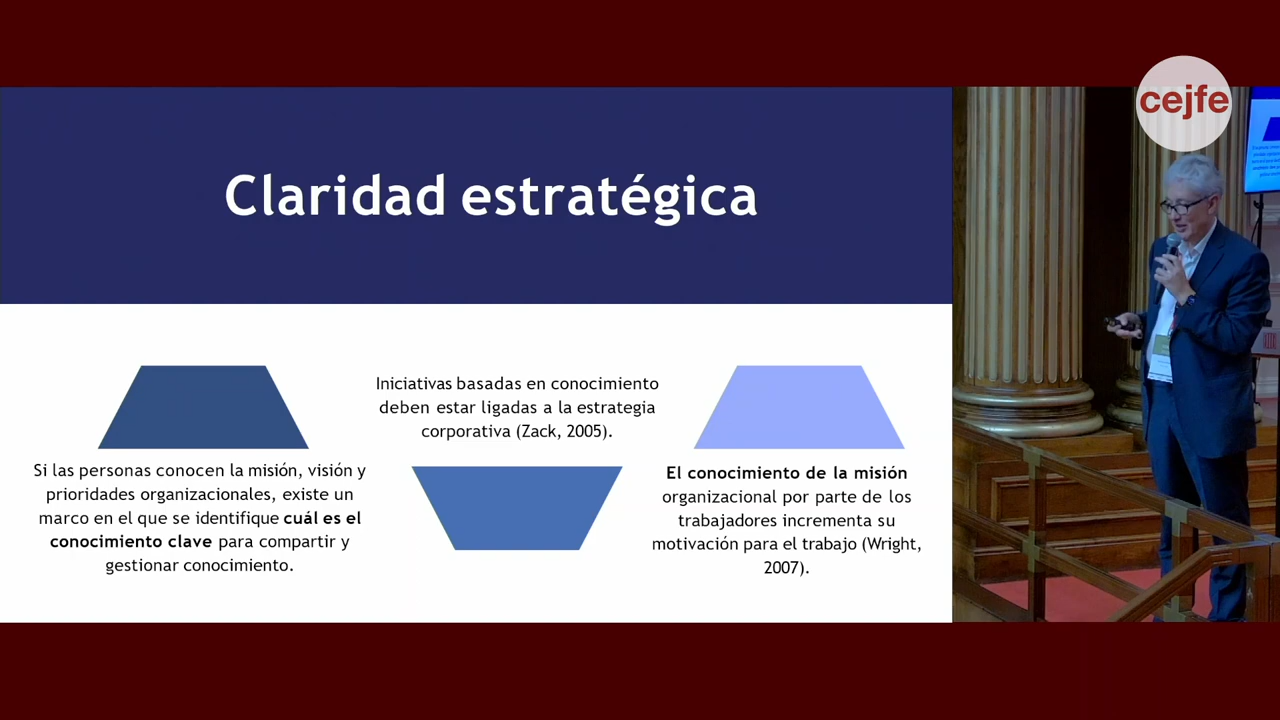 cejfe
Claridad estratégica
Si las personas conocen la misión, visión y
prioridades organizacionales, existe un
marco en el que se identifique cuál es el
conocimiento clave para compartir y
gestionar conocimiento.
Iniciativas basadas en conocimiento
deben estar ligadas a la estrategia
corporativa (Zack, 2005).
El conocimiento de la misión
organizacional por parte de los
trabajadores incrementa su
motivación para el trabajo (Wright,
2007).